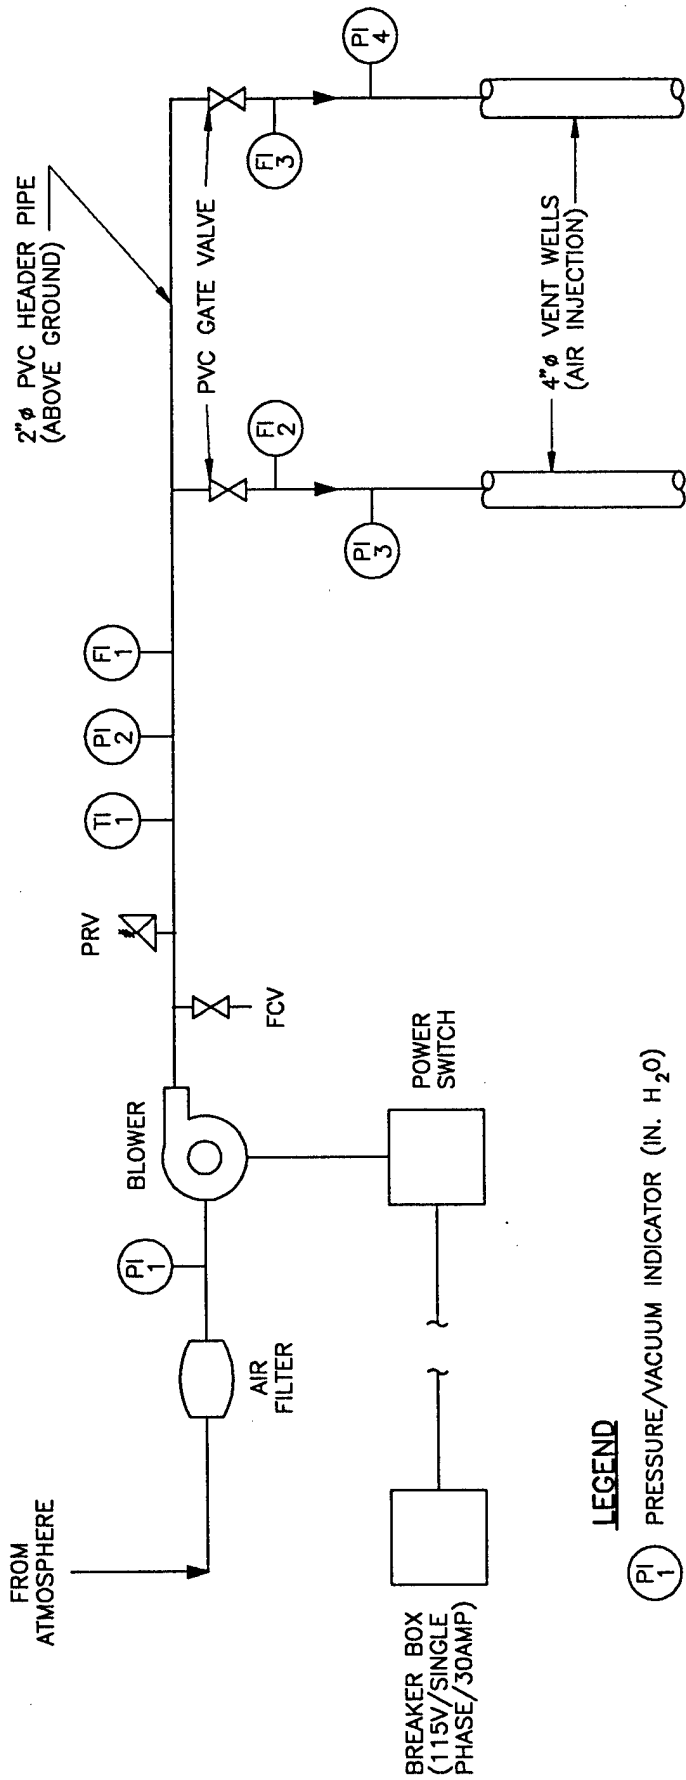 2"ø PVC HEADER PIPE
(ABOVE GROUND)
FROM
ATMOSPHERE
AIR
FILTER
PI
1
BLOWER
FCV
PRV
TI
1
PI
2
FI
1
PVC GATE VALVE
FI
2
PI
3
FI
3
PI
4
4"ø VENT WELLS
(AIR INJECTION)
POWER
SWITCH
BREAKER BOX
(115V/SINGLE
PHASE/30AMP)
LEGEND
PI
1
PRESSURE/VACUUM INDICATOR (IN. H₂O)